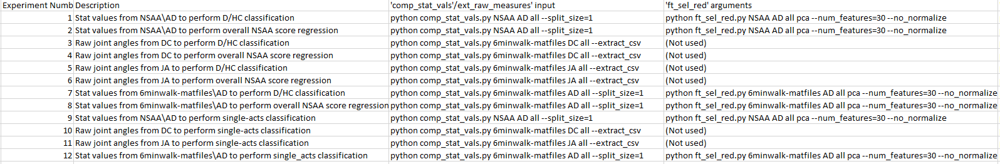 Experiment Numb Description 'comp_stat_vals'/ext_raw_measures' input 'ft_sel_red' arguments
1 Stat values from NSAA\AD to perform D/HC classification python comp_stat_vals.py NSAA AD all --split_size=1 python ft_sel_red.py NSAA AD all pca --num_features=30 --no_normalize
2 Stat values from NSAA\AD to perform overall NSAA score regression python comp_stat_vals.py NSAA AD all --split_size=1 python ft_sel_red.py NSAA AD all pca --num_features=30 --no_normalize
3 Raw joint angles from DC to perform D/HC classification python comp_stat_vals.py 6minwalk-matfiles DC all --extract_csv (Not used)
4 Raw joint angles from DC to perform overall NSAA score regression python comp_stat_vals.py 6minwalk-matfiles DC all --extract_csv (Not used)
5 Raw joint angles from JA to perform D/HC classification python comp_stat_vals.py 6minwalk-matfiles JA all --extract_csv (Not used)
6 Raw joint angles from JA to perform overall NSAA score regression python comp_stat_vals.py 6minwalk-matfiles JA all --extract_csv (Not used)
7 Stat values from 6minwalk-matfiles\AD to perform D/HC classification python comp_stat_vals.py 6minwalk-matfiles AD all --split_size=1 python ft_sel_red.py 6minwalk-matfiles AD all pca --num_features=30 --no_normalize
8 Stat values from 6minwalk-matfiles\AD to perform overall NSAA score regression python comp_stat_vals.py 6minwalk-matfiles AD all --split_size=1 python ft_sel_red.py 6minwalk-matfiles AD all pca --num_features=30 --no_normalize
9 Stat values from NSAA\AD to perform single-acts classification python comp_stat_vals.py NSAA AD all --split_size=1 python ft_sel_red.py NSAA AD all pca --num_features=30 --no_normalize
10 Raw joint angles from DC to perform single-acts classification python comp_stat_vals.py 6minwalk-matfiles DC all --extract_csv (Not used)
11 Raw joint angles from JA to perform single-acts classification python comp_stat_vals.py 6minwalk-matfiles JA all --extract_csv (Not used)
12 Stat values from 6minwalk-matfiles\AD to perform single_acts classification python comp_stat_vals.py 6minwalk-matfiles AD all --split_size=1 python ft_sel_red.py 6minwalk-matfiles AD all pca --num_features=30 --no_normalize